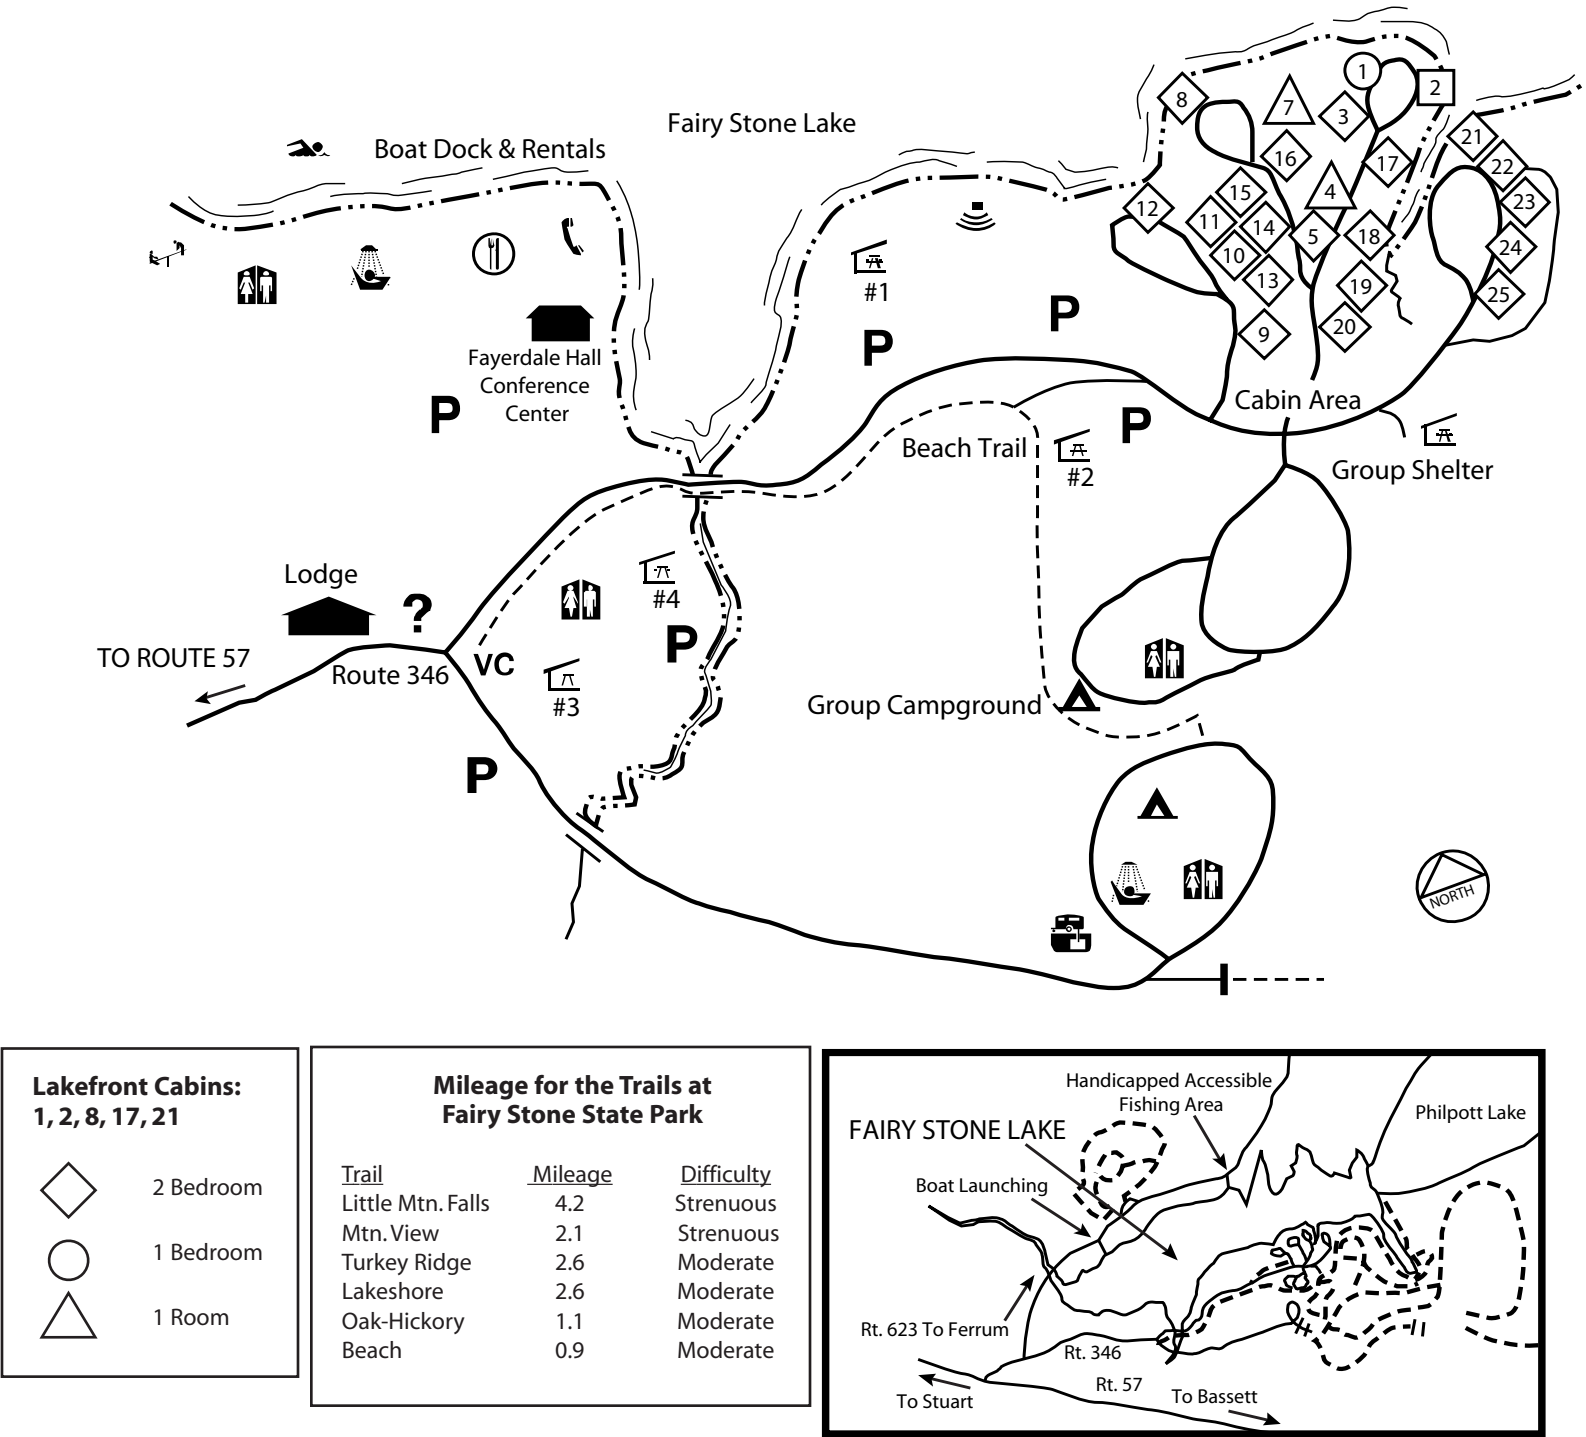 Fairy Stone Lake
Boat Dock & Rentals
1
2
3
4
5
7
8
9
10
11
12
13
14
15
16
17
18
19
20
21
22
23
24
25
#1
P
P
Fayerdale Hall
Conference
Center
P
Cabin Area
P
Beach Trail
#2
Group Shelter
Lodge
?
#4
P
TO ROUTE 57
Route 346
VC
#3
Group Campground
P
NORTH
Lakefront Cabins:
1, 2, 8, 17, 21
2 Bedroom
1 Bedroom
1 Room
Mileage for the Trails at
Fairy Stone State Park
Trail Mileage Difficulty
Little Mtn. Falls 4.2 Strenuous
Mtn. View 2.1 Strenuous
Turkey Ridge 2.6 Moderate
Lakeshore 2.6 Moderate
Oak-Hickory 1.1 Moderate
Beach 0.9 Moderate
Handicapped Accessible
Fishing Area
Philpott Lake
FAIRY STONE LAKE
Boat Launching
Rt. 623 To Ferrum
Rt. 346
Rt. 57
To Stuart
To Bassett